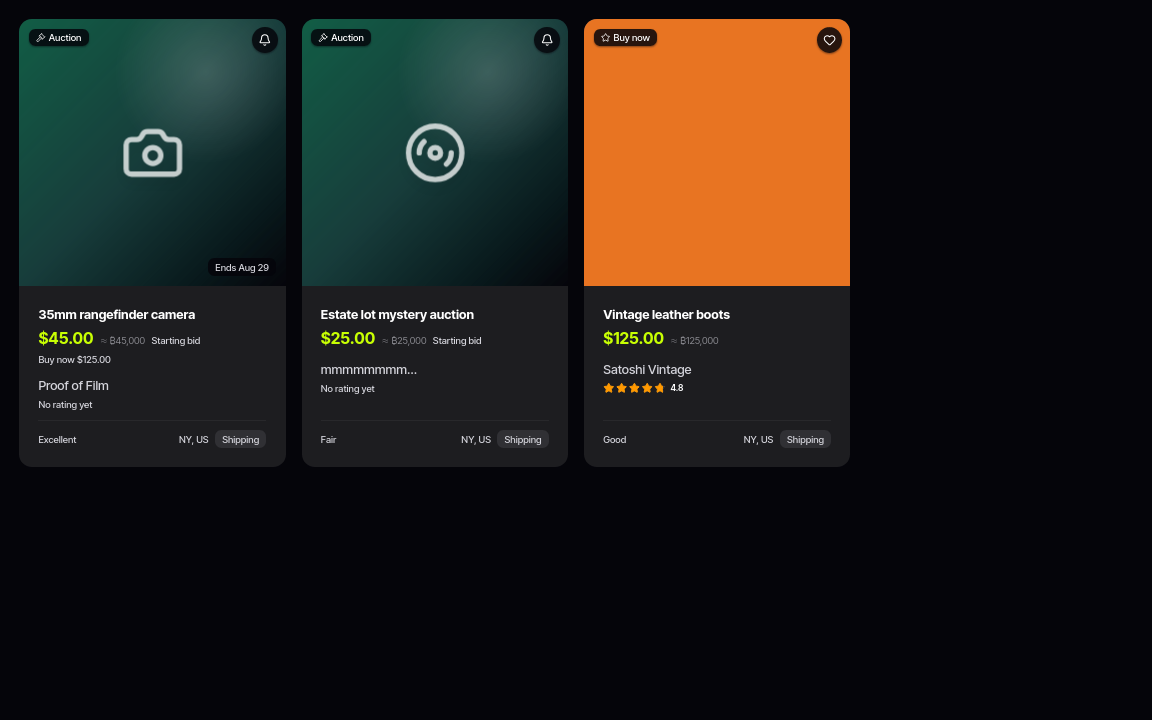 Auction
Ends Aug 29
35mm rangefinder camera
$45.00 ≈ ₿45,000 Starting bid
Buy now $125.00
Proof of Film
No rating yet
Excellent NY, US Shipping
Auction
Estate lot mystery auction
$25.00 ≈ ₿25,000 Starting bid
mmmmmmmm...
No rating yet
Fair NY, US Shipping
Buy now
Vintage leather boots
$125.00 ≈ ₿125,000
Satoshi Vintage
4.8
Good NY, US Shipping